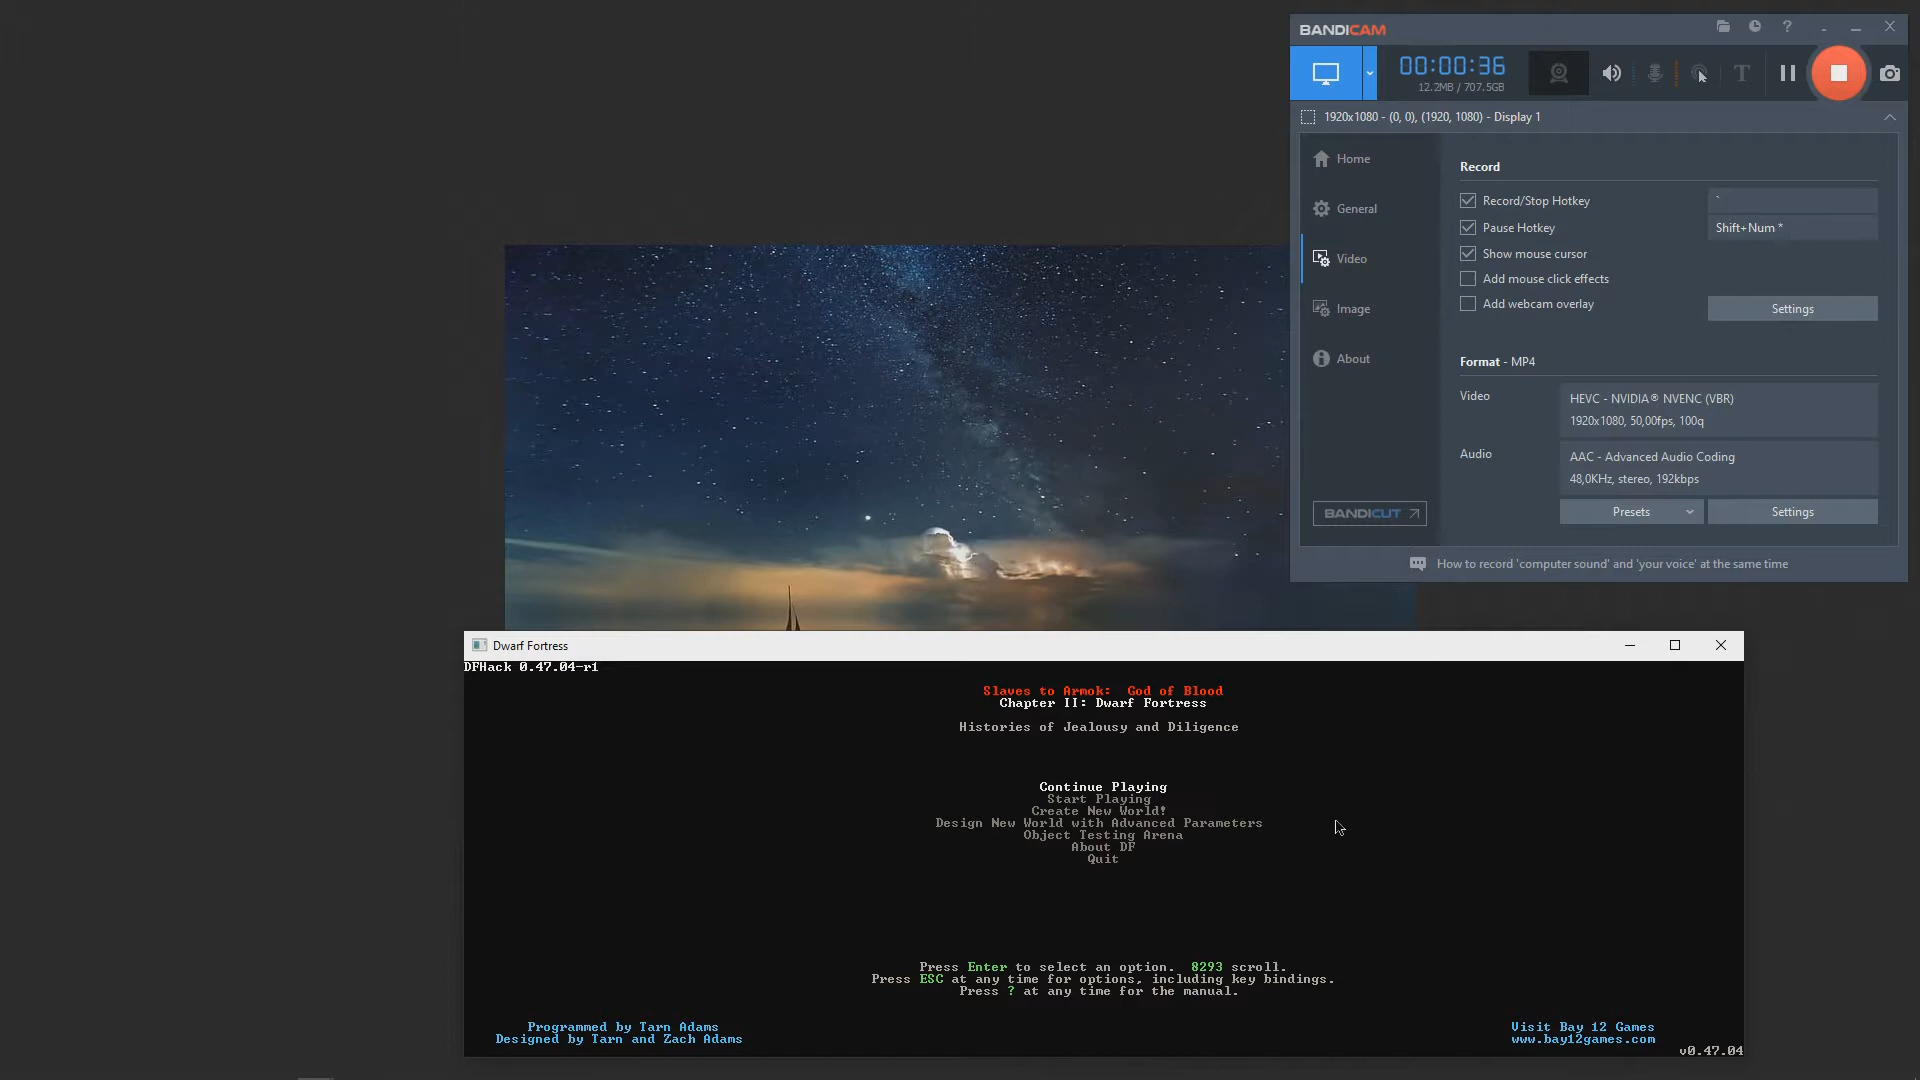 BANDICAM
00:00:36
12.2MB / 707.5GB
T
1920x1080 - (0, 0), (1920, 1080) - Display 1
Home
General
Video
Image
About
BANDICUT
Record
Record/Stop Hotkey
`
Pause Hotkey
Shift+Num *
Show mouse cursor
Add mouse click effects
Add webcam overlay
Settings
Format - MP4
Video
HEVC - NVIDIA® NVENC (VBR)
1920x1080, 50,00fps, 100q
Audio
AAC - Advanced Audio Coding
48,0KHz, stereo, 192kbps
Presets
Settings
How to record 'computer sound' and 'your voice' at the same time
Dwarf Fortress
DFHack 0.47.04-r1
Slaves to Armok: God of Blood
Chapter II: Dwarf Fortress
Histories of Jealousy and Diligence
Continue Playing
Start Playing
Create New World!
Design New World with Advanced Parameters
Object Testing Arena
About DF
Quit
Press Enter to select an option. 8293 scroll.
Press ESC at any time for options, including key bindings.
Press ? at any time for the manual.
Programmed by Tarn Adams
Designed by Tarn and Zach Adams
Visit Bay 12 Games
www.bay12games.com
v0.47.04